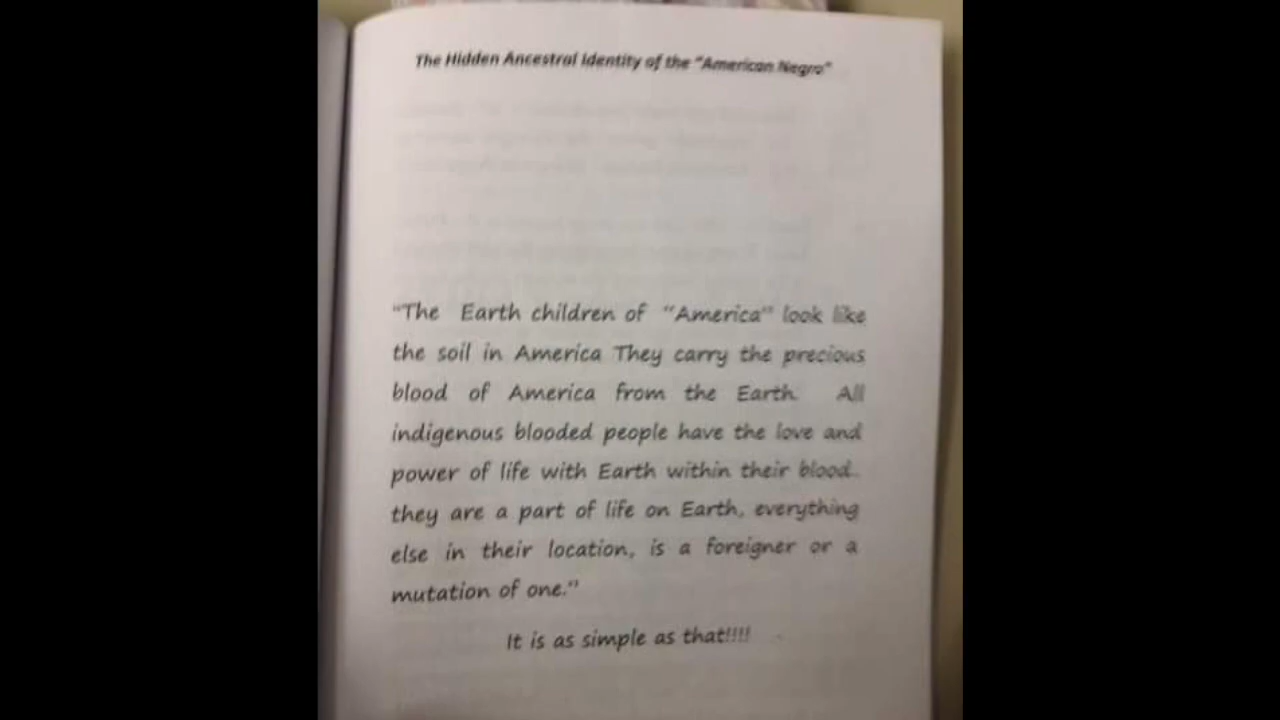 The Hidden Ancestral Identity of the "American Negro"
"The Earth children of "America" look like
the soil in America They carry the precious
blood of America from the Earth. All
indigenous blooded people have the love and
power of life with Earth within their blood.
they are a part of life on Earth, everything
else in their location, is a foreigner or a
mutation of one."
It is as simple as that!!!!